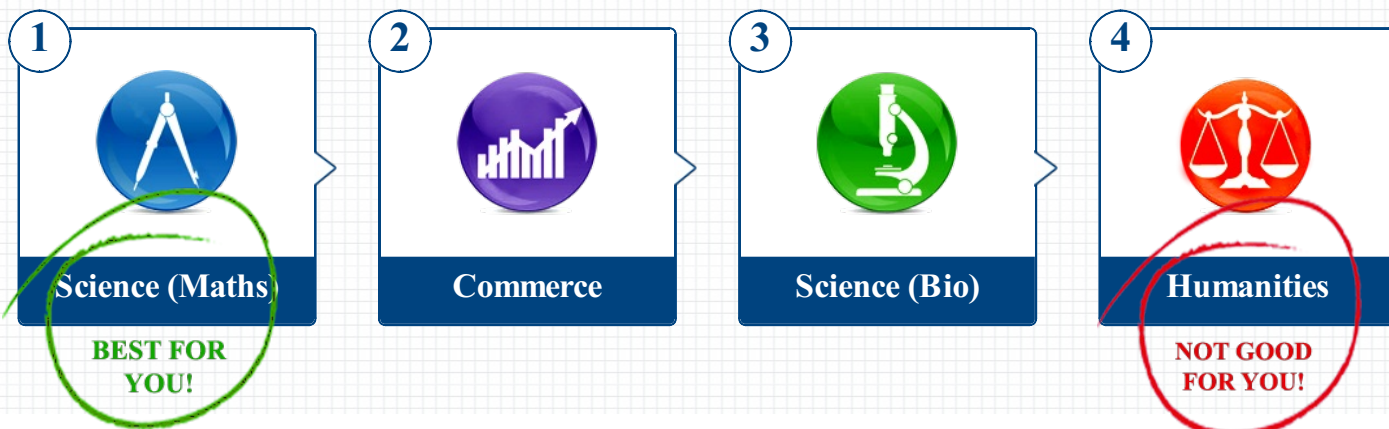 1
2
3
4
Science (Maths)
Commerce
Science (Bio)
Humanities
BEST FOR
YOU!
NOT GOOD
FOR YOU!